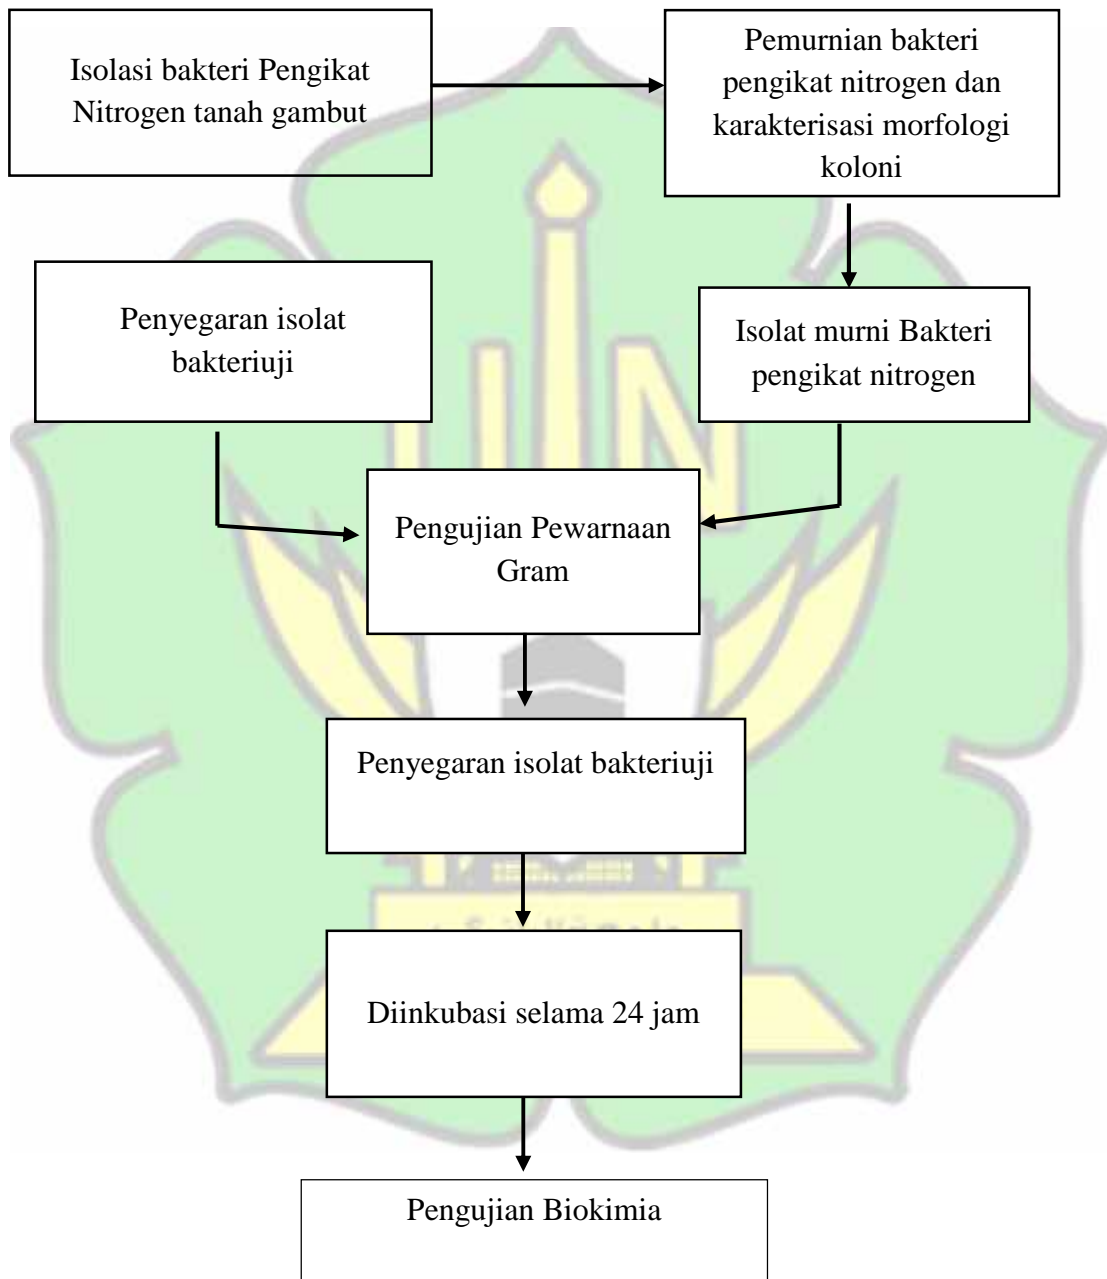 Isolasi bakteri Pengikat
Nitrogen tanah gambut
Pemurnian bakteri
pengikat nitrogen dan
karakterisasi morfologi
koloni
Penyegaran isolat
bakteriuji
Isolat murni Bakteri
pengikat nitrogen
Pengujian Pewarnaan
Gram
Penyegaran isolat bakteriuji
Diinkubasi selama 24 jam
Pengujian Biokimia